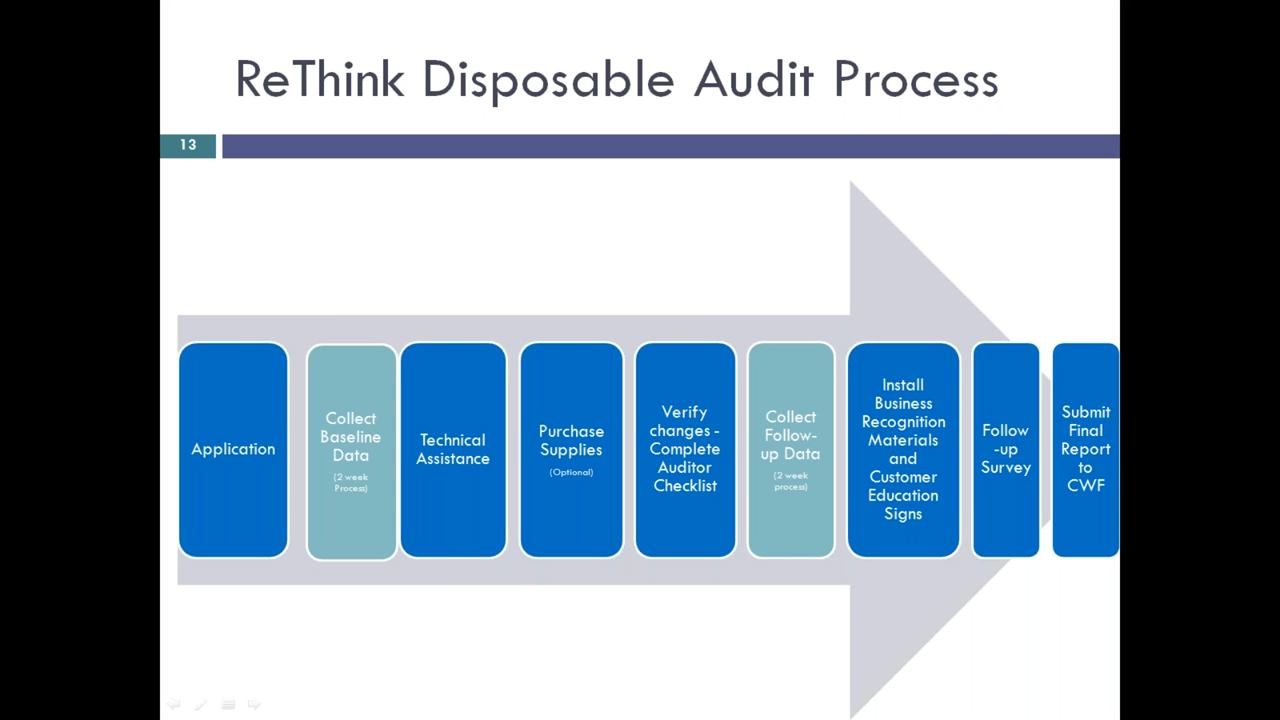 ReThink Disposable Audit Process
13
Application
Collect
Baseline
Data
(2 week
Process)
Technical
Assistance
Purchase
Supplies
(Optional)
Verify
changes -
Complete
Auditor
Checklist
Collect
Follow-
up Data
(2 week
process)
Install
Business
Recognition
Materials
and
Customer
Education
Signs
Follow
-up
Survey
Submit
Final
Report
to
CWF